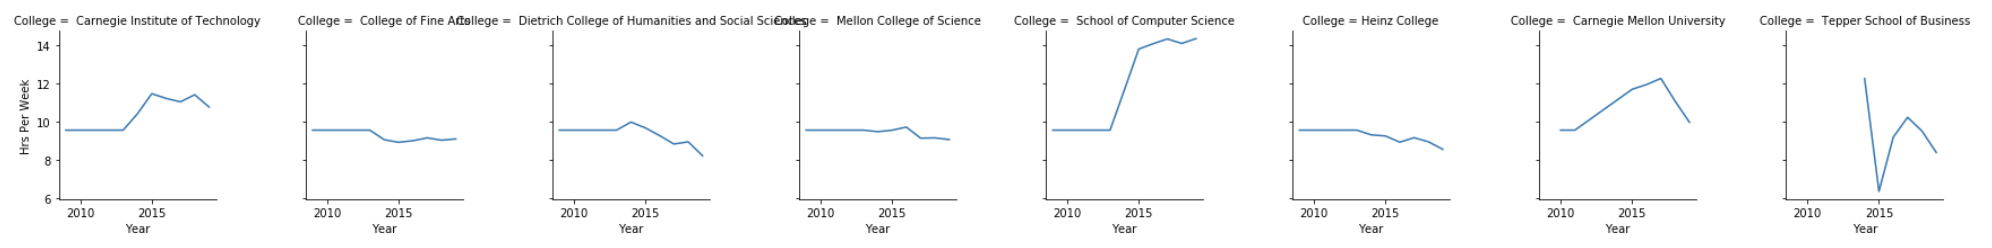 College = Carnegie Institute of Technology
College = College of Fine Arts
College = Dietrich College of Humanities and Social Sciences
College = Mellon College of Science
College = School of Computer Science
College = Heinz College
College = Carnegie Mellon University
College = Tepper School of Business
14
12
10
8
6
Hrs Per Week
2010 2015
2010 2015
2010 2015
2010 2015
2010 2015
2010 2015
2010 2015
2010 2015
Year
Year
Year
Year
Year
Year
Year
Year